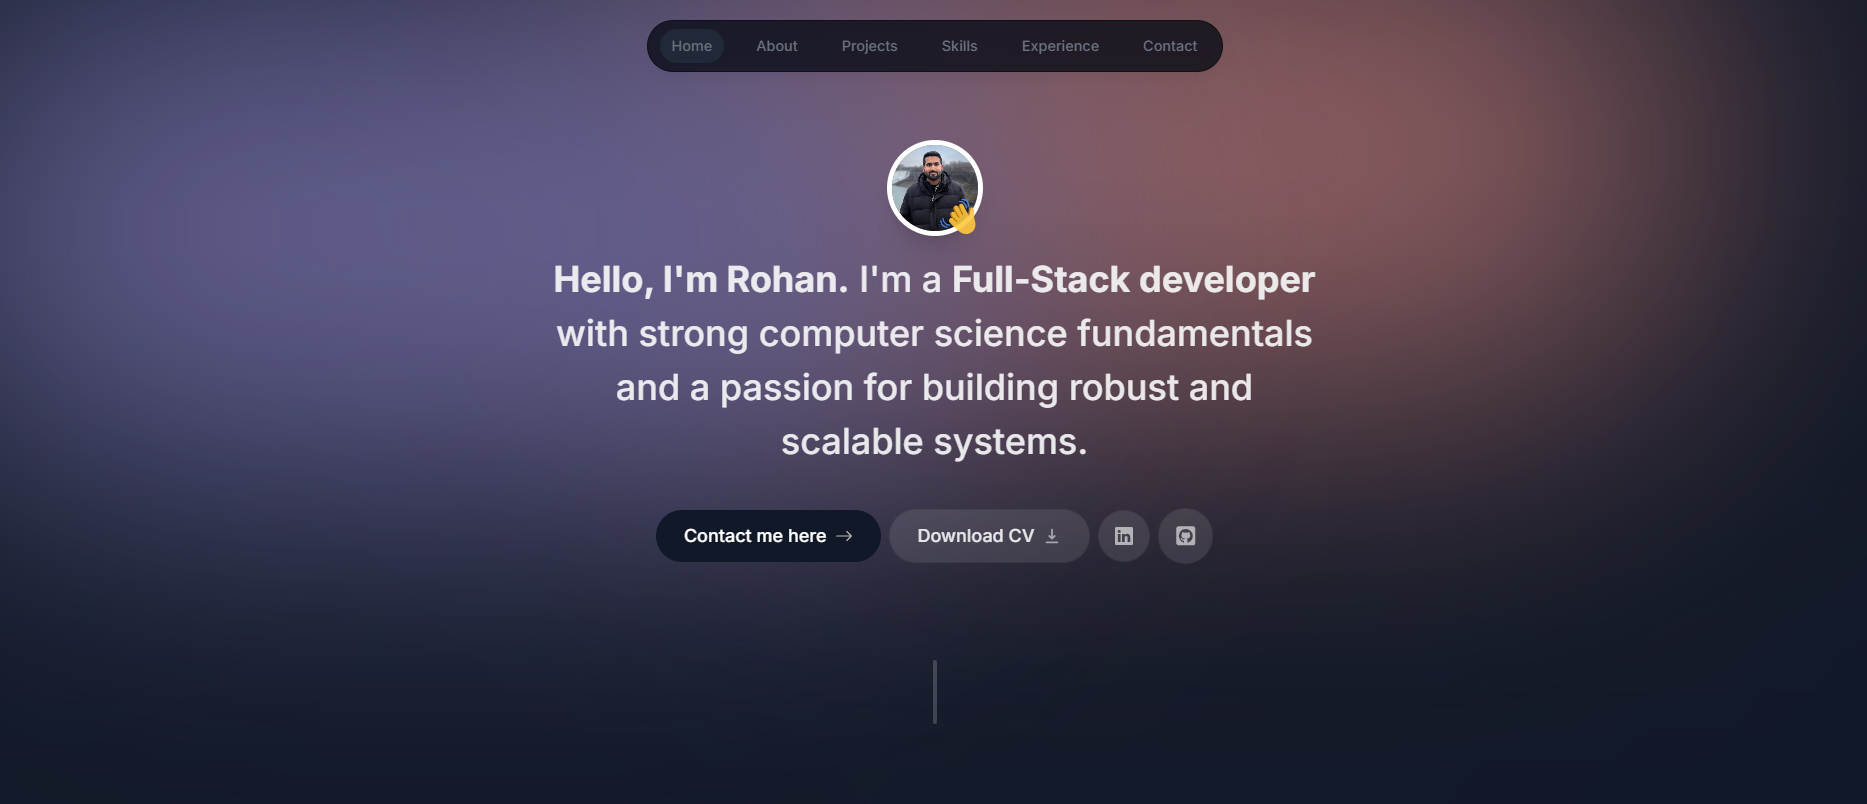 Home About Projects Skills Experience Contact
Hello, I'm Rohan. I'm a Full-Stack developer
with strong computer science fundamentals
and a passion for building robust and
scalable systems.
Contact me here Download CV in